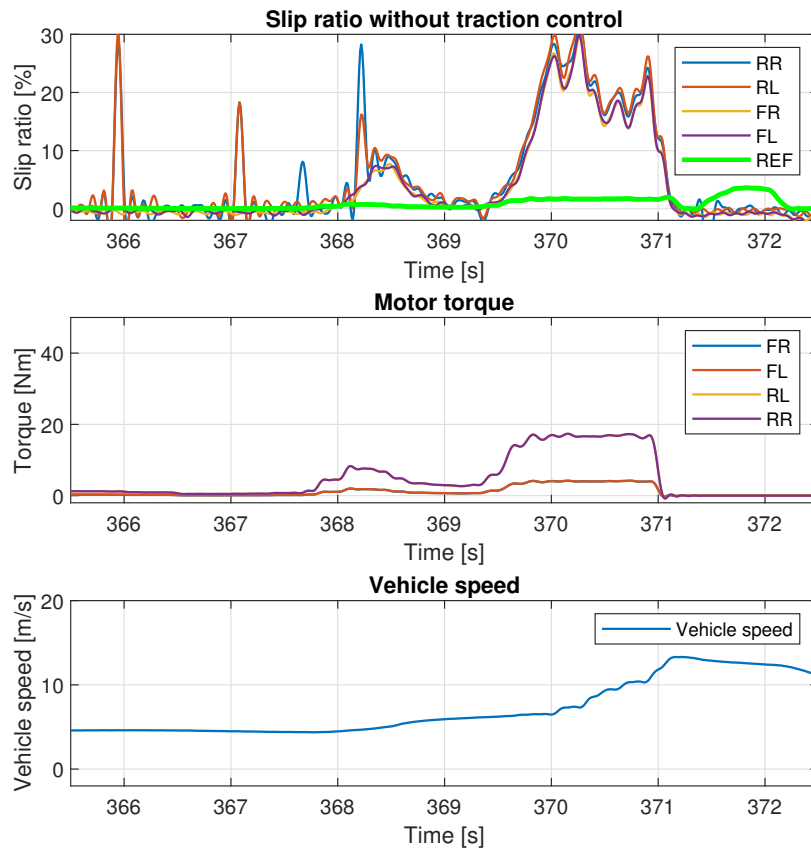 Slip ratio without traction control
30
20
10
0
Slip ratio [%]
RR
RL
FR
FL
REF
366 367 368 369 370 371 372
Time [s]
Motor torque
40
20
0
Torque [Nm]
FR
FL
RL
RR
366 367 368 369 370 371 372
Time [s]
Vehicle speed
20
10
0
Vehicle speed [m/s]
Vehicle speed
366 367 368 369 370 371 372
Time [s]